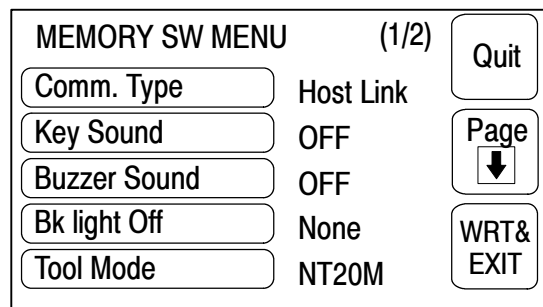 MEMORY SW MENU (1/2)
Quit
Comm. Type Host Link
Key Sound OFF
Page
Buzzer Sound OFF
Bk light Off None
WRT&
EXIT
Tool Mode NT20M